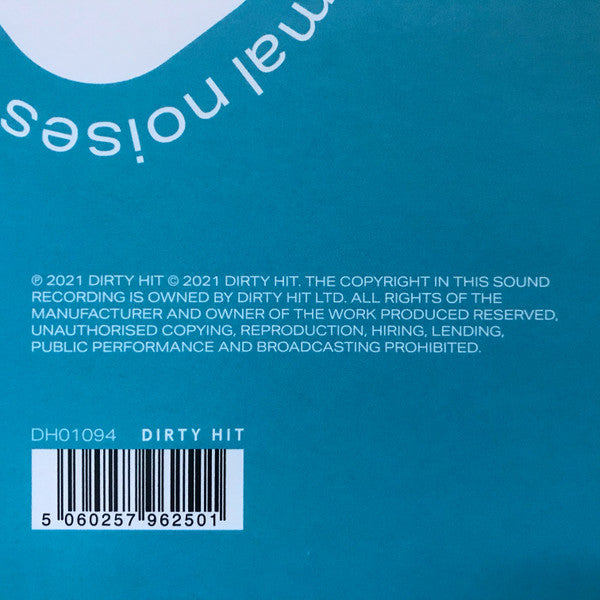 mal noises
℗ 2021 DIRTY HIT © 2021 DIRTY HIT. THE COPYRIGHT IN THIS SOUND
RECORDING IS OWNED BY DIRTY HIT LTD. ALL RIGHTS OF THE
MANUFACTURER AND OWNER OF THE WORK PRODUCED RESERVED,
UNAUTHORISED COPYING, REPRODUCTION, HIRING, LENDING,
PUBLIC PERFORMANCE AND BROADCASTING PROHIBITED.
DH01094 DIRTY HIT
5 060257 962501